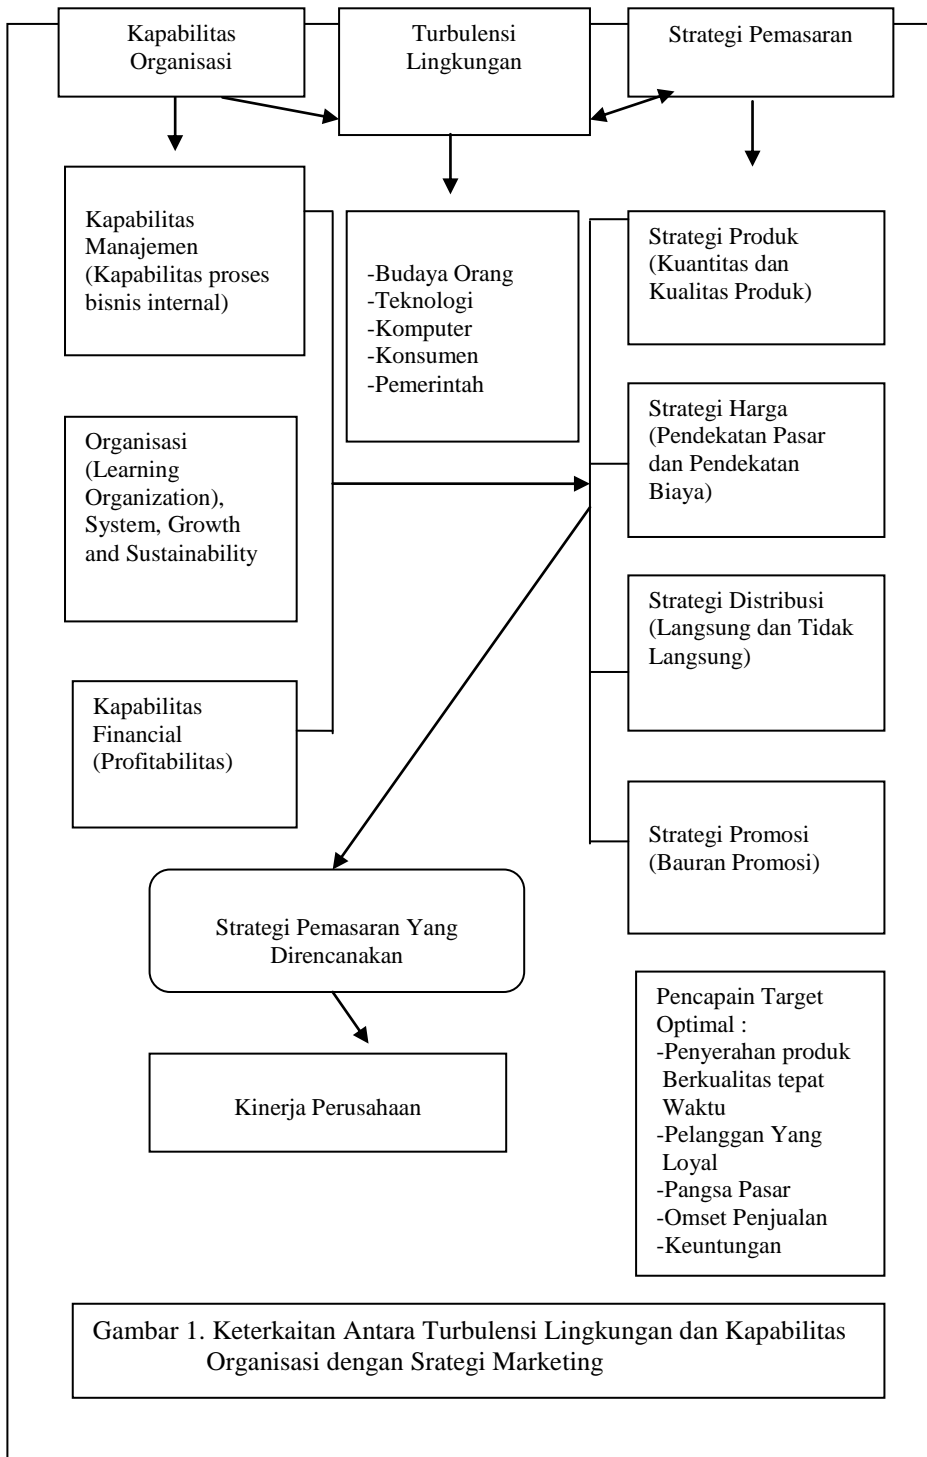 Kapabilitas
Organisasi
Turbulensi
Lingkungan
Strategi Pemasaran
Kapabilitas
Manajemen
(Kapabilitas proses
bisnis internal)
-Budaya Orang
-Teknologi
-Komputer
-Konsumen
-Pemerintah
Strategi Produk
(Kuantitas dan
Kualitas Produk)
Organisasi
(Learning
Organization),
System, Growth
and Sustainability
Strategi Harga
(Pendekatan Pasar
dan Pendekatan
Biaya)
Strategi Distribusi
(Langsung dan Tidak
Langsung)
Kapabilitas
Financial
(Profitabilitas)
Strategi Promosi
(Bauran Promosi)
Strategi Pemasaran Yang
Direncanakan
Kinerja Perusahaan
Pencapain Target
Optimal :
-Penyerahan produk
Berkualitas tepat
Waktu
-Pelanggan Yang
Loyal
-Pangsa Pasar
-Omset Penjualan
-Keuntungan
Gambar 1. Keterkaitan Antara Turbulensi Lingkungan dan Kapabilitas
Organisasi dengan Srategi Marketing